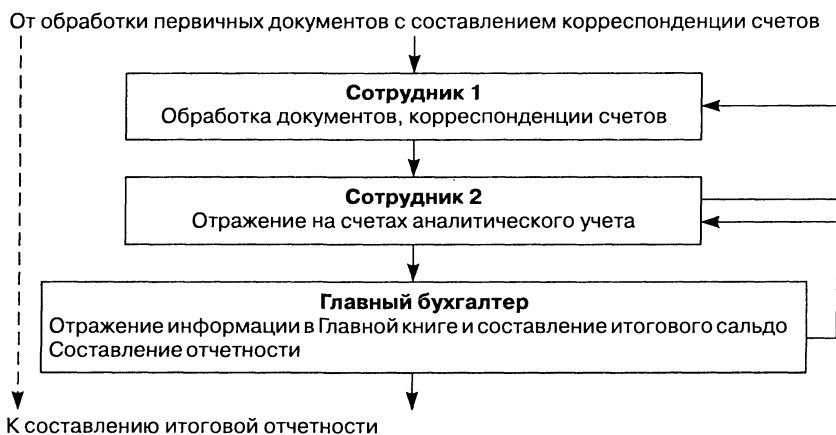 От обработки первичных документов с составлением корреспонденции счетов
Сотрудник 1
Обработка документов, корреспонденции счетов
Сотрудник 2
Отражение на счетах аналитического учета
Главный бухгалтер
Отражение информации в Главной книге и составление итогового сальдо
Составление отчетности
К составлению итоговой отчетности